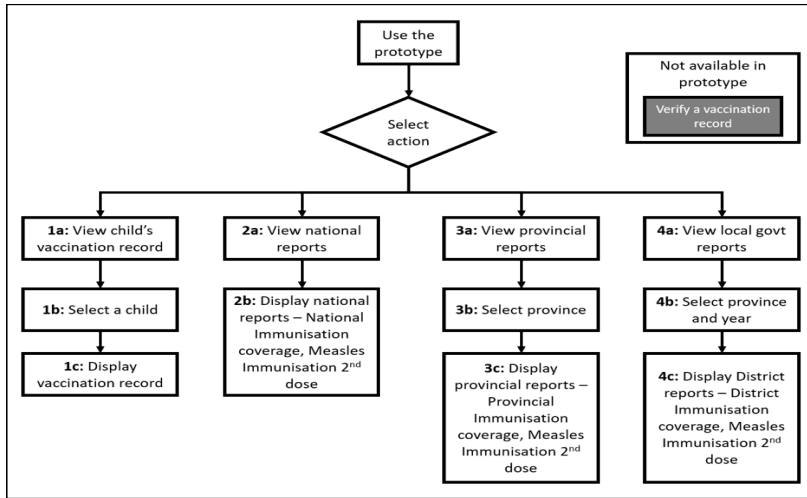 Use the
prototype
Not available in
prototype
Verify a vaccination
record
Select
action
1a: View child's
vaccination record
2a: View national
reports
3a: View provincial
reports
4a: View local govt
reports
1b: Select a child
2b: Display national
reports – National
Immunisation
coverage, Measles
Immunisation 2nd
dose
3b: Select province
4b: Select province
and year
1c: Display
vaccination record
3c: Display
provincial reports –
Provincial
Immunisation
coverage, Measles
Immunisation 2nd
dose
4c: Display District
reports – District
Immunisation
coverage, Measles
Immunisation 2nd
dose